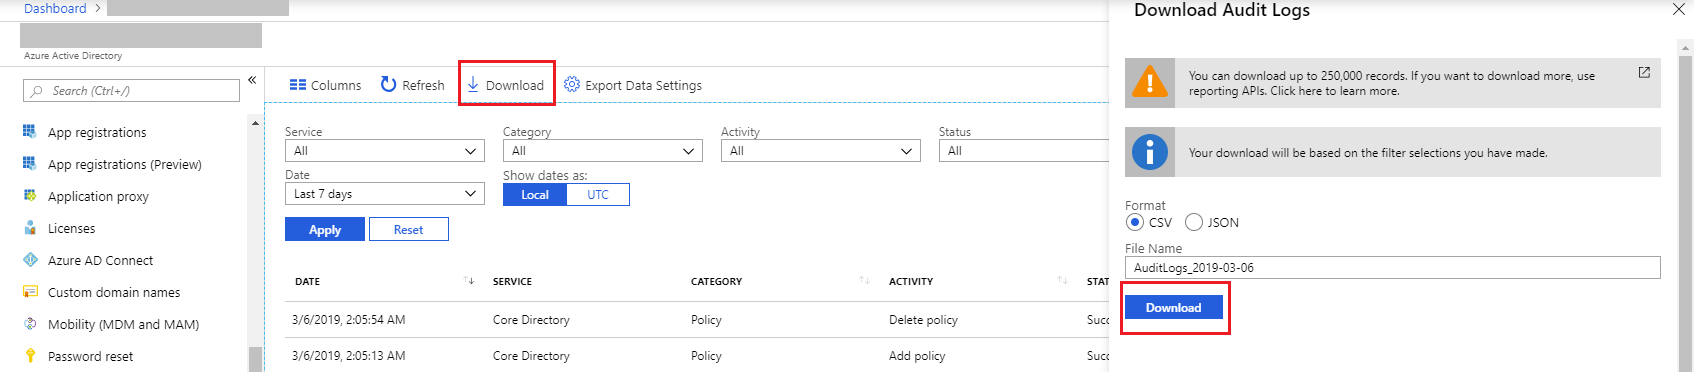 Dashboard >
Azure Active Directory
Search (Ctrl+/)
«
App registrations
App registrations (Preview)
Application proxy
Licenses
Azure AD Connect
Custom domain names
Mobility (MDM and MAM)
Password reset
Columns Refresh Download Export Data Settings
Service Category Activity Status
All All All All
Date Show dates as:
Last 7 days Local UTC
Apply Reset
DATE SERVICE CATEGORY ACTIVITY STAT
3/6/2019, 2:05:54 AM Core Directory Policy Delete policy Succ
3/6/2019, 2:05:13 AM Core Directory Policy Add policy Succ
Download Audit Logs
You can download up to 250,000 records. If you want to download more, use
reporting APIs. Click here to learn more.
Your download will be based on the filter selections you have made.
Format
CSV JSON
File Name
AuditLogs_2019-03-06
Download